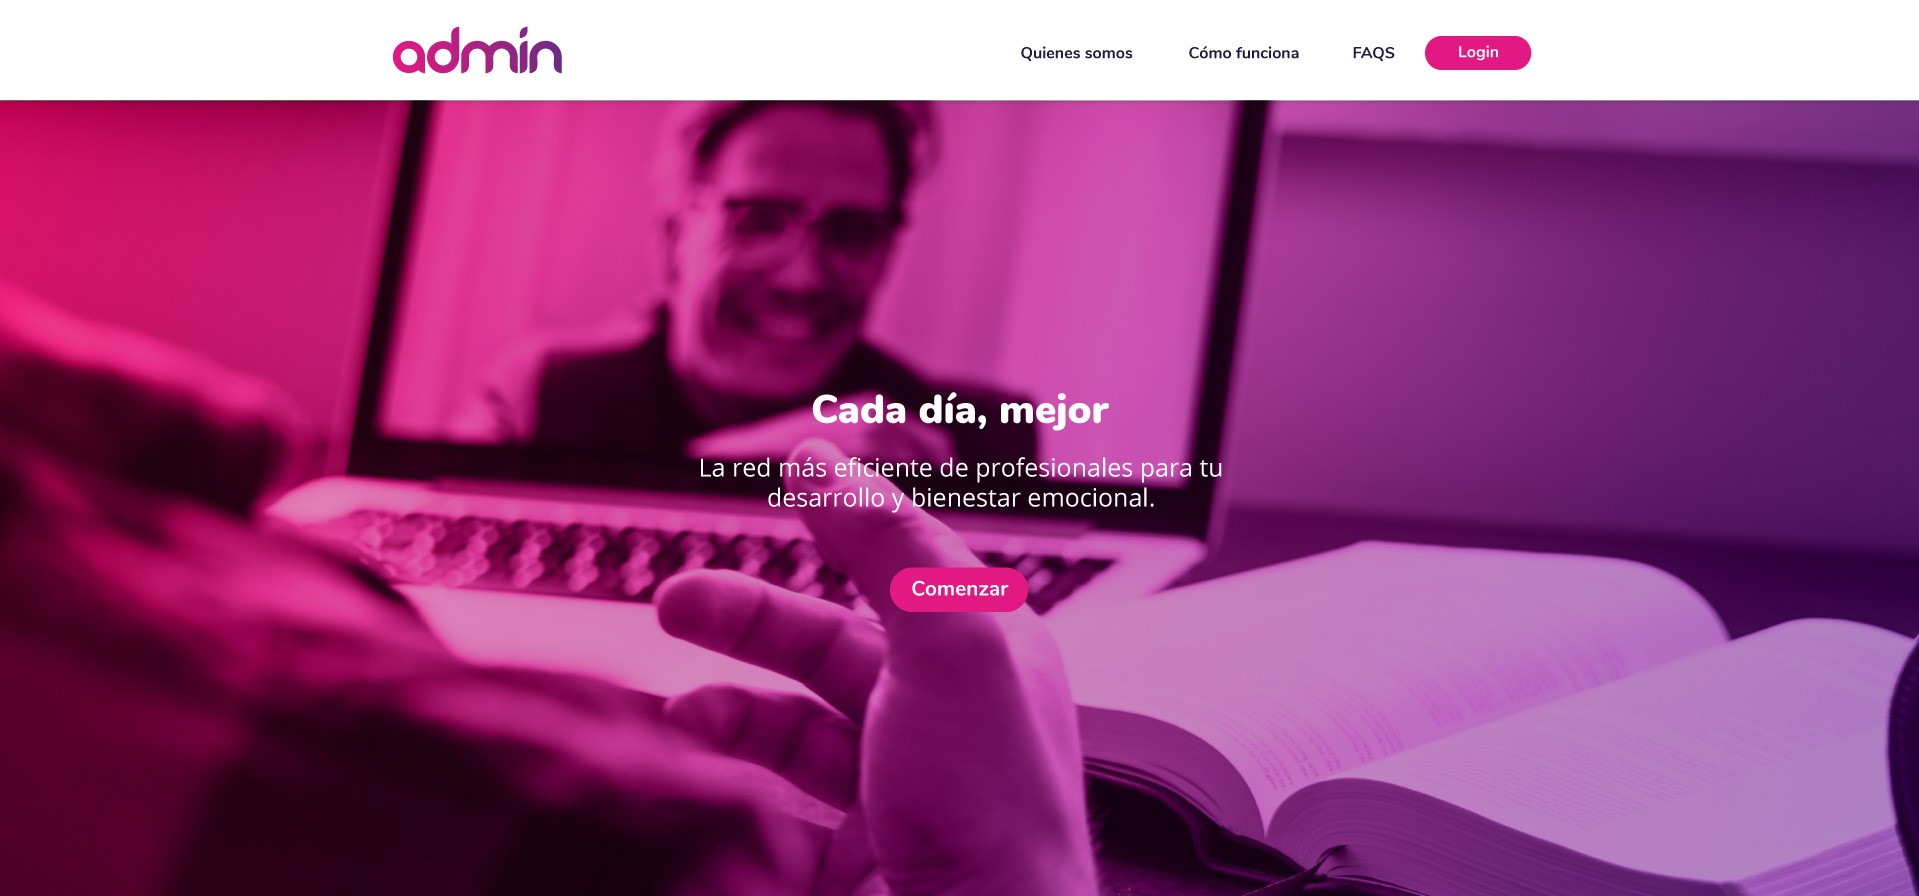 admin
Quienes somos
Cómo funciona
FAQS
Login
Cada día, mejor
La red más eficiente de profesionales para tu
desarrollo y bienestar emocional.
Comenzar